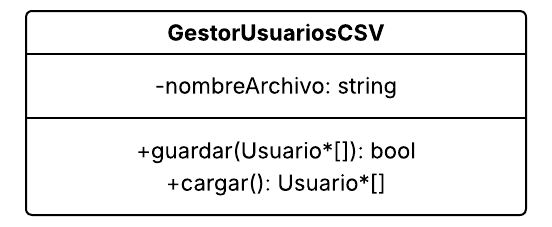 GestorUsuariosCSV
-nombreArchivo: string
+guardar(Usuario*[]): bool
+cargar(): Usuario*[]